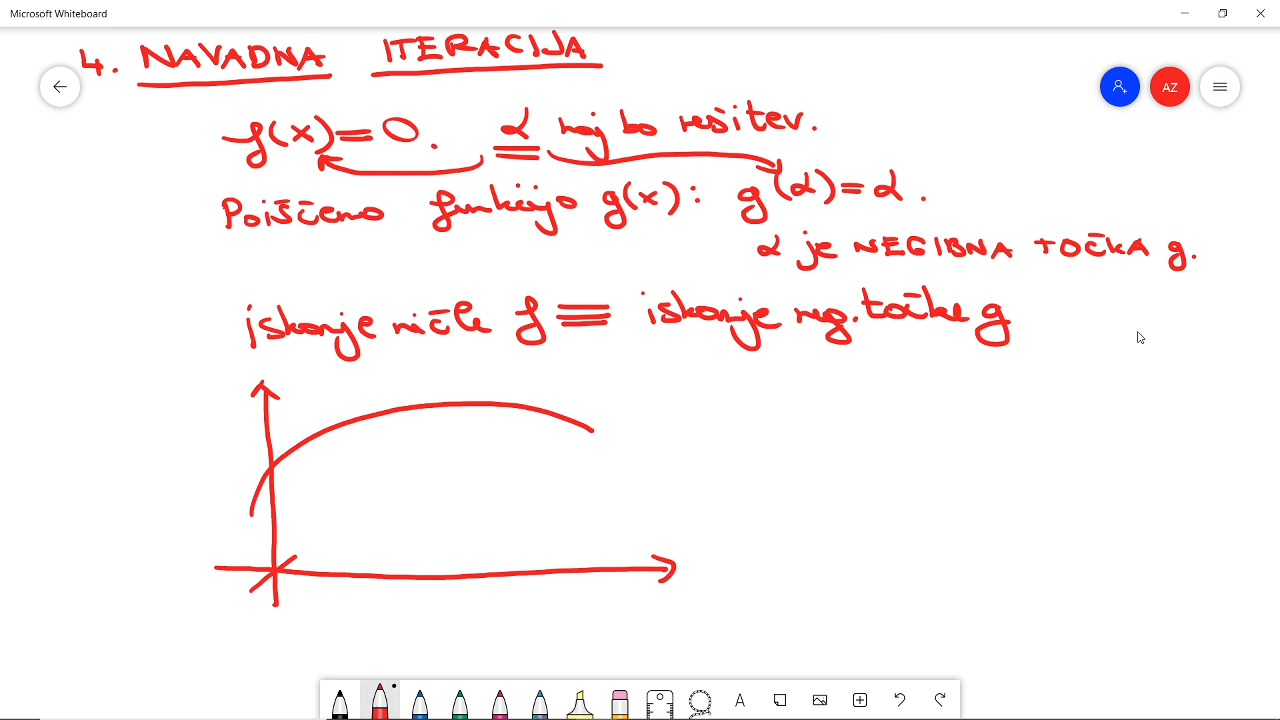 Microsoft Whiteboard
4. NAVADNA ITERACIJA
AZ
f(x)=0. α naj bo rešitev.
Poiščemo funkcijo g(x): g(α)=α.
α je NEGIBNA TOČKA g.
iskanje ničle f ≡ iskanje neg. točke g
A